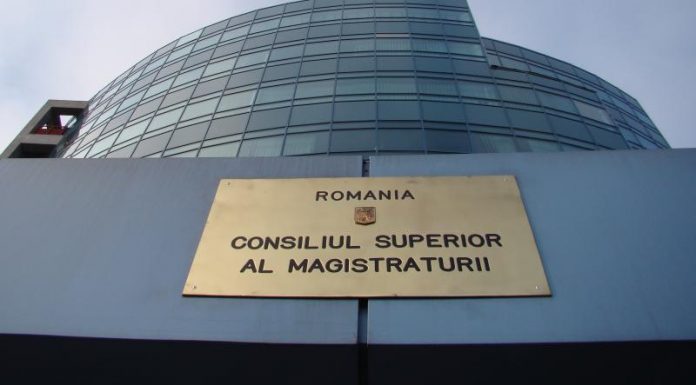 ROMANIA
CONSILIUL SUPERIOR
AL MAGISTRATURII